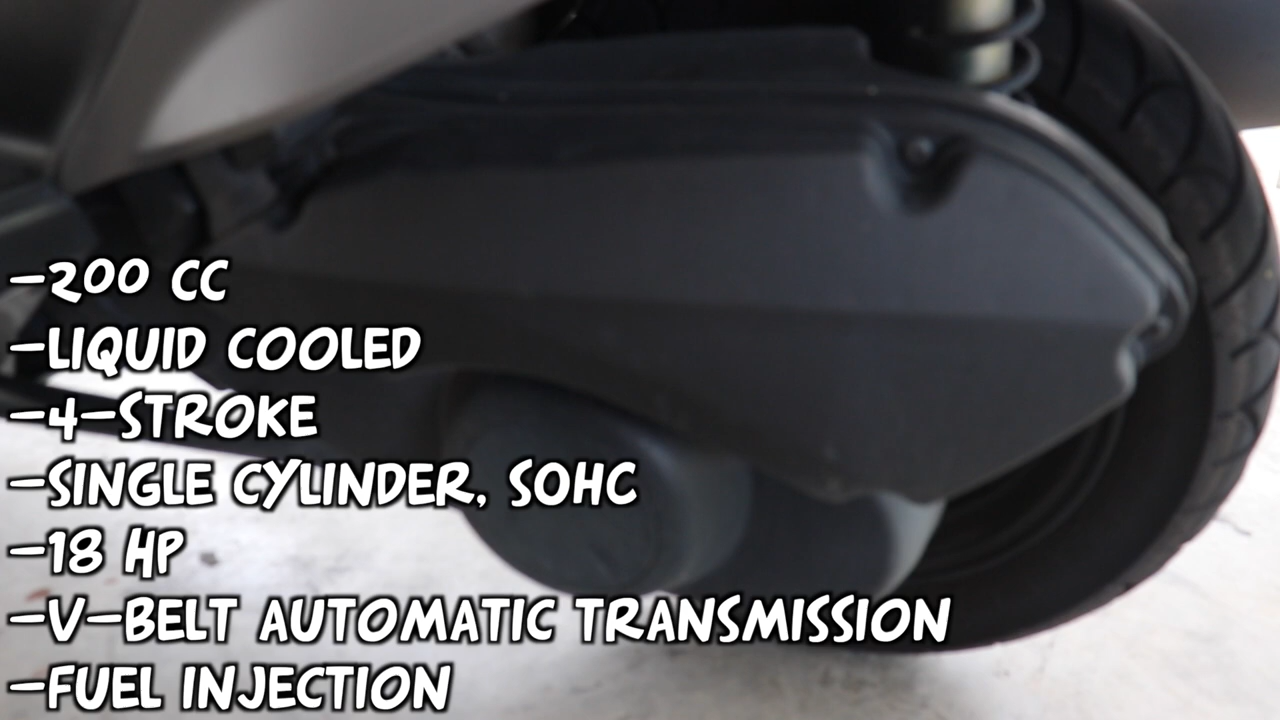 -200 CC
-LIQUID COOLED
-4-STROKE
-SINGLE CYLINDER, SOHC
-18 HP
-V-BELT AUTOMATIC TRANSMISSION
-FUEL INJECTION